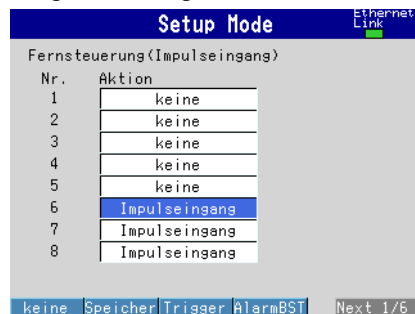 Setup Mode
Ethernet
Link
Fernsteuerung(Impulseingang)
Nr. Aktion
1 keine
2 keine
3 keine
4 keine
5 keine
6 Impulseingang
7 Impulseingang
8 Impulseingang
keine Speicher Trigger AlarmBST Next 1/6